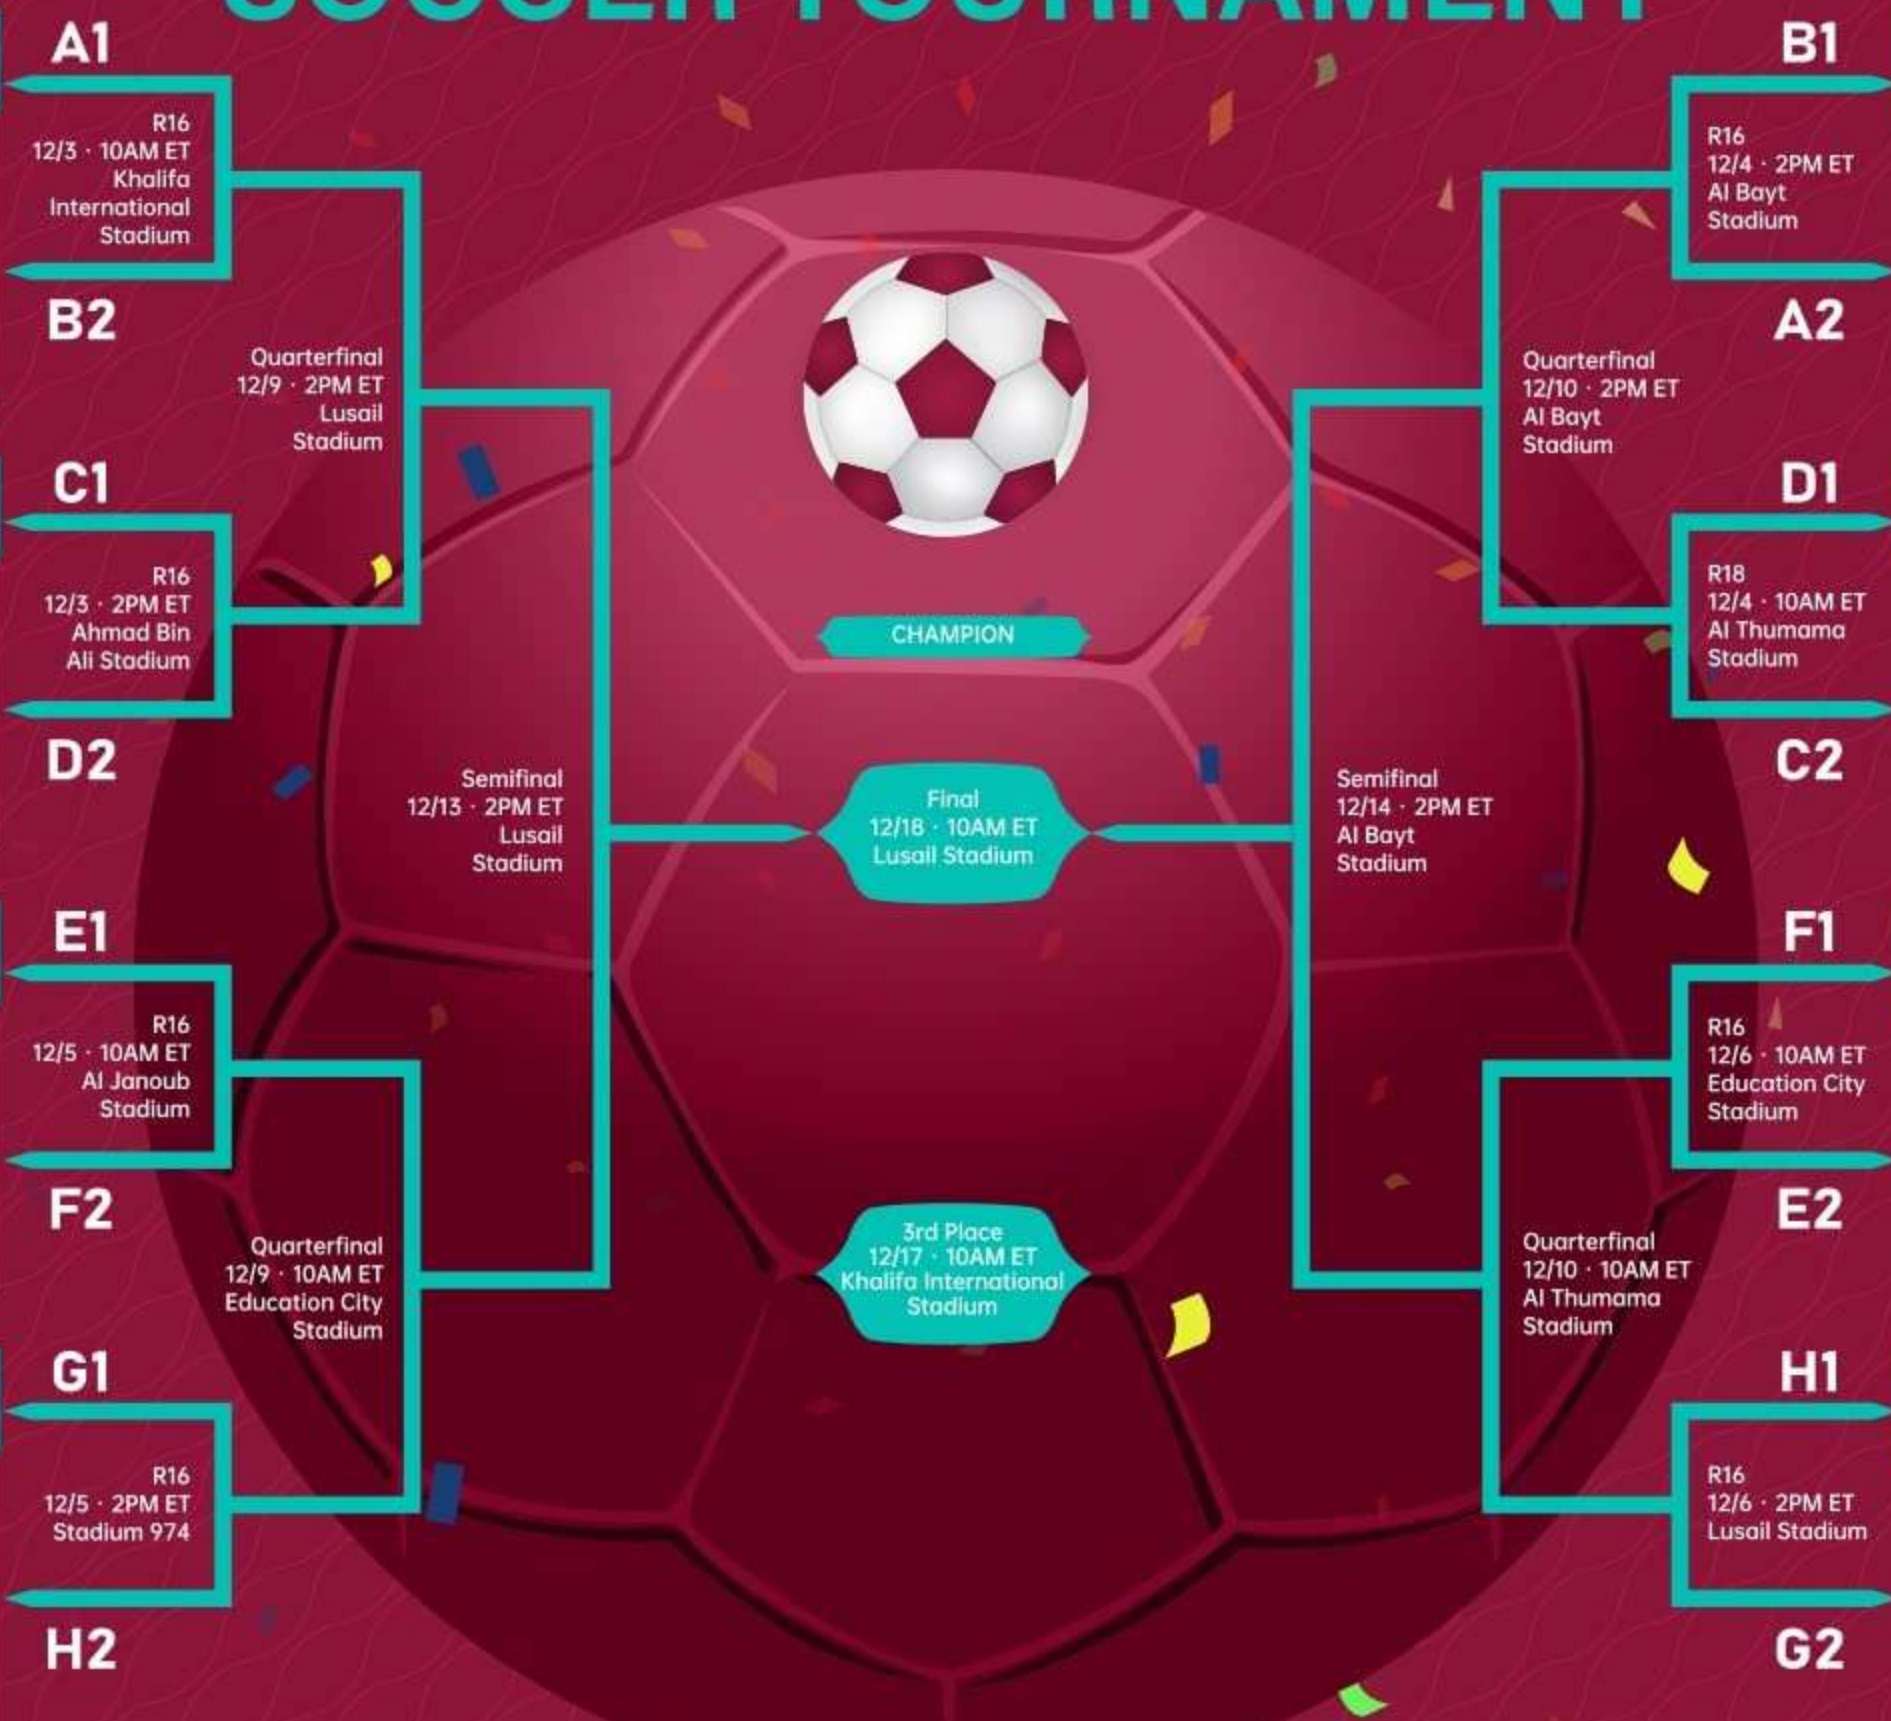 SOCCER TOURNAMENT
A1
R16
12/3 · 10AM ET
Khalifa
International
Stadium
B2
Quarterfinal
12/9 · 2PM ET
Lusail
Stadium
C1
R16
12/3 · 2PM ET
Ahmad Bin
Ali Stadium
D2
Semifinal
12/13 · 2PM ET
Lusail
Stadium
E1
R16
12/5 · 10AM ET
Al Janoub
Stadium
F2
Quarterfinal
12/9 · 10AM ET
Education City
Stadium
G1
R16
12/5 · 2PM ET
Stadium 974
H2
CHAMPION
Final
12/18 · 10AM ET
Lusail Stadium
3rd Place
12/17 · 10AM ET
Khalifa International
Stadium
B1
R16
12/4 · 2PM ET
Al Bayt
Stadium
A2
Quarterfinal
12/10 · 2PM ET
Al Bayt
Stadium
D1
R18
12/4 · 10AM ET
Al Thumama
Stadium
C2
Semifinal
12/14 · 2PM ET
Al Bayt
Stadium
F1
R16
12/6 · 10AM ET
Education City
Stadium
E2
Quarterfinal
12/10 · 10AM ET
Al Thumama
Stadium
H1
R16
12/6 · 2PM ET
Lusail Stadium
G2